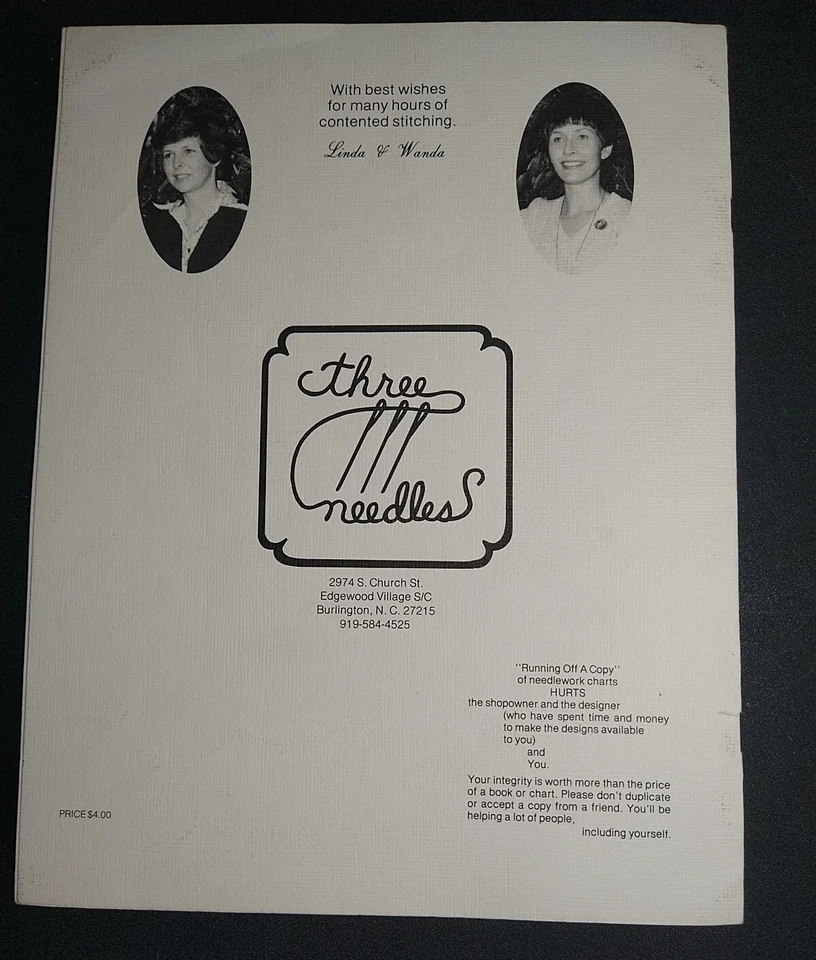 With best wishes
for many hours of
contented stitching.
Linda & Wanda
three
needles
2974 S. Church St.
Edgewood Village S/C
Burlington, N. C. 27215
919-584-4525
"Running Off A Copy"
of needlework charts
HURTS
the shopowner and the designer
(who have spent time and money
to make the designs available
to you)
and
You.
Your integrity is worth more than the price
of a book or chart. Please don't duplicate
or accept a copy from a friend. You'll be
helping a lot of people,
including yourself.
PRICE $4.00